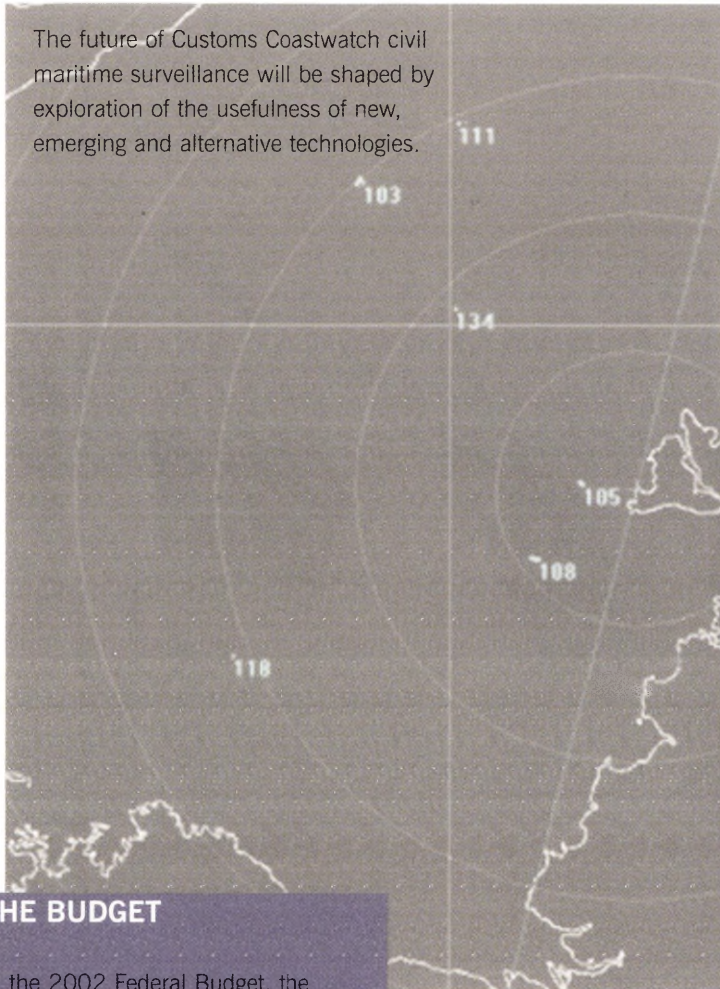 The future of Customs Coastwatch civil
maritime surveillance will be shaped by
exploration of the usefulness of new,
emerging and alternative technologies.
111
103
134
105
108
118
HE BUDGET
the 2002 Federal Budget, the